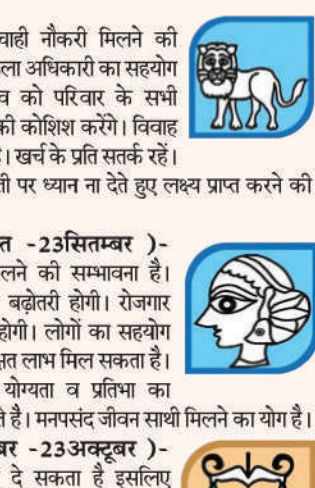 चाही नौकरी मिलने की
ला अधिकारी का सहयोग
व को परिवार के सभी
की कोशिश करेंगे। विवाह
है। खर्च के प्रति सतर्क रहें।
ती पर ध्यान ना देते हुए लक्ष्य प्राप्त करने की
त -23सितम्बर )-
लने की सम्भावना है।
बढ़ोतरी होगी। रोजगार
होगी। लोगों का सहयोग
क्षत लाभ मिल सकता है।
योग्यता व प्रतिभा का
ते है। मनपसंद जीवन साथी मिलने का योग है।
बर -23अक्टूबर )-
दे सकता है इसलिए